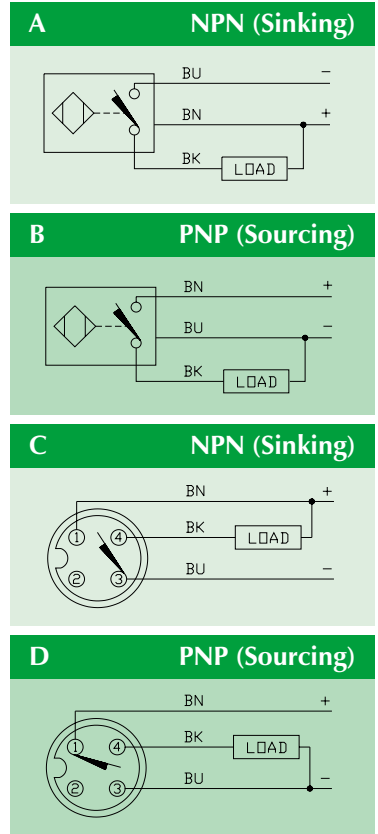 A NPN (Sinking)
BU −
BN +
BK LOAD
B PNP (Sourcing)
BN +
BU −
BK LOAD
C NPN (Sinking)
BN +
1 4 BK LOAD
2 3 BU −
D PNP (Sourcing)
BN +
1 4 BK LOAD
2 3 BU −